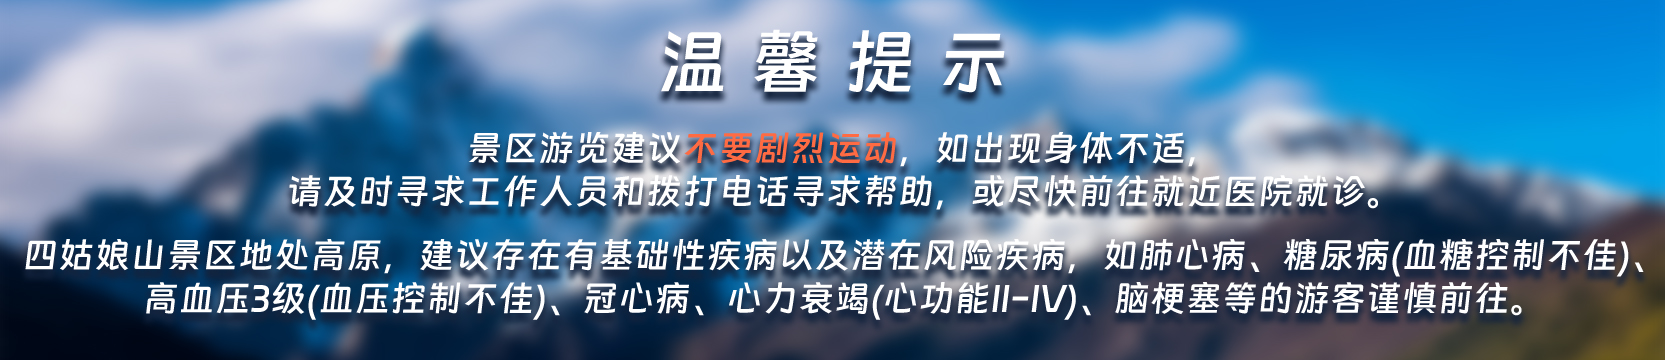 温馨提示
景区游览建议不要剧烈运动，如出现身体不适，
请及时寻求工作人员和拨打电话寻求帮助，或尽快前往就近医院就诊。
四姑娘山景区地处高原，建议存在有基础性疾病以及潜在风险疾病，如肺心病、糖尿病(血糖控制不佳)、
高血压3级(血压控制不佳)、冠心病、心力衰竭(心功能II-IV)、脑梗塞等的游客谨慎前往。